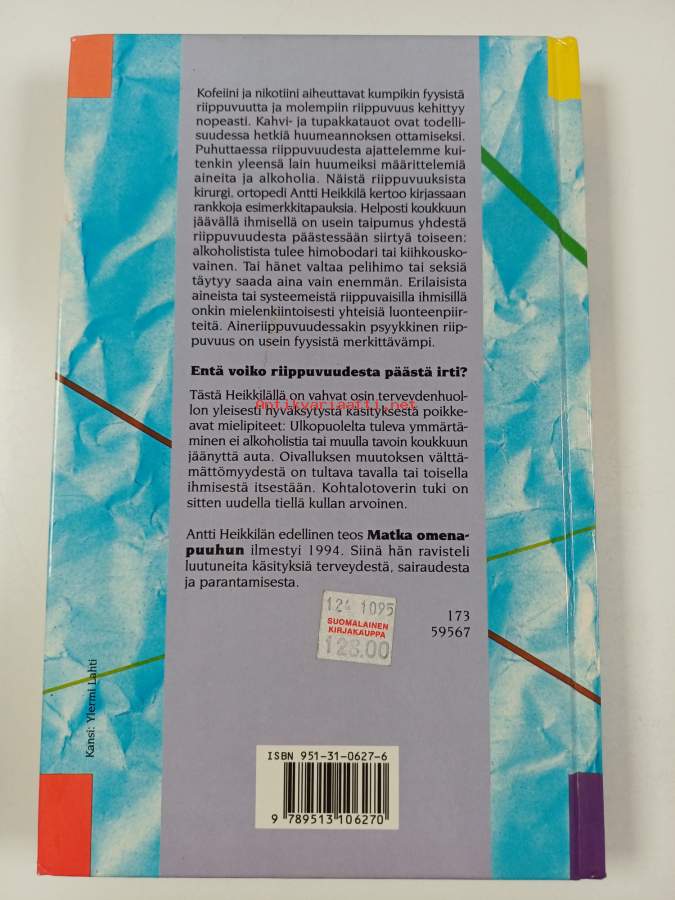 Kofeiini ja nikotiini aiheuttavat kumpikin fyysistä
riippuvuutta ja molempiin riippuvuus kehittyy
nopeasti. Kahvi- ja tupakkatauot ovat todelli-
suudessa hetkiä huumeannoksen ottamiseksi.
Puhuttaessa riippuvuudesta ajattelemme kui-
tenkin yleensä lain huumeiksi määrittelemiä
aineita ja alkoholia. Näistä riippuvuuksista
kirurgi, ortopedi Antti Heikkilä kertoo kirjassaan
rankkoja esimerkkitapauksia. Helposti koukkuun
jäävällä ihmisellä on usein taipumus yhdestä
riippuvuudesta päästessään siirtyä toiseen:
alkoholistista tulee himobodari tai kiihkousko-
vainen. Tai hänet valtaa pelihimo tai seksiä
täytyy saada aina vain enemmän. Erilaisista
aineista tai systeemeistä riippuvaisilla ihmisillä
onkin mielenkiintoisesti yhteisiä luonteenpiir-
teitä. Aineriippuvuudessakin psyykkinen riip-
puvuus on usein fyysistä merkittävämpi.
Entä voiko riippuvuudesta päästä irti?
Tästä Heikkilällä on vahvat osin terveydenhuol-
lon yleisesti hyväksytystä käsityksestä poikke-
Antikvariaatti.net
avat mielipiteet: Ulkopuolelta tuleva ymmärtä-
minen ei alkoholistia tai muulla tavoin koukkuun
jäänyttä auta. Oivalluksen muutoksen vält­tä-
mättömyydestä on tultava tavalla tai toisella
ihmisestä itsestään. Kohtalotoverin tuki on
sitten uudella tiellä kullan arvoinen.
Antti Heikkilän edellinen teos Matka omena-
puuhun ilmestyi 1994. Siinä hän ravisteli
luutuneita käsityksiä terveydestä, sairaudesta
ja parantamisesta.
124 1095
SUOMALAINEN
KIRJAKAUPPA
128.00
173
59567
Kansi: Ylermi Lahti
ISBN 951-31-0627-6
9 789513 106270